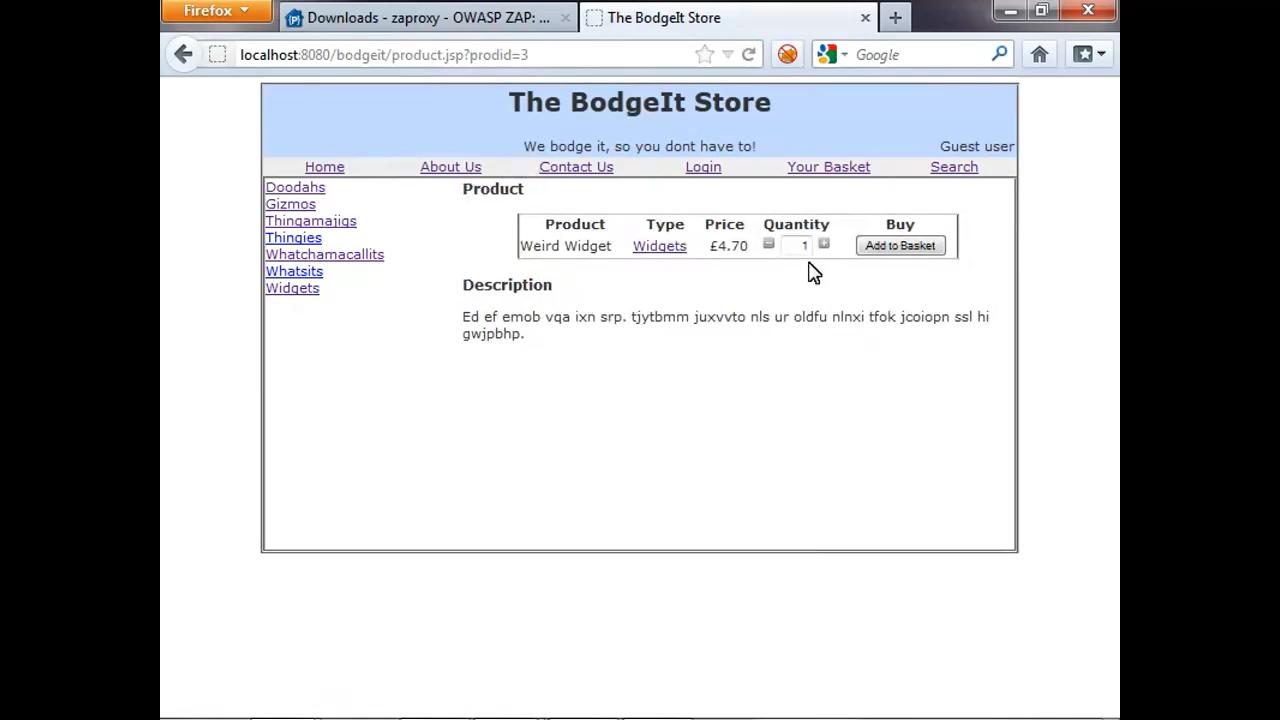 Firefox
Downloads - zaproxy - OWASP ZAP: ...
The BodgeIt Store
localhost:8080/bodgeit/product.jsp?prodid=3
Google
The BodgeIt Store
We bodge it, so you dont have to!
Guest user
Home About Us Contact Us Login Your Basket Search
Doodahs
Gizmos
Thingamajigs
Thingies
Whatchamacallits
Whatsits
Widgets
Product
Product Type Price Quantity Buy
Weird Widget Widgets £4.70 1 Add to Basket
Description
Ed ef emob vqa ixn srp. tjytbmm juxvvto nls ur oldfu nlnxi tfok jcoiopn ssl hi
gwjpbhp.